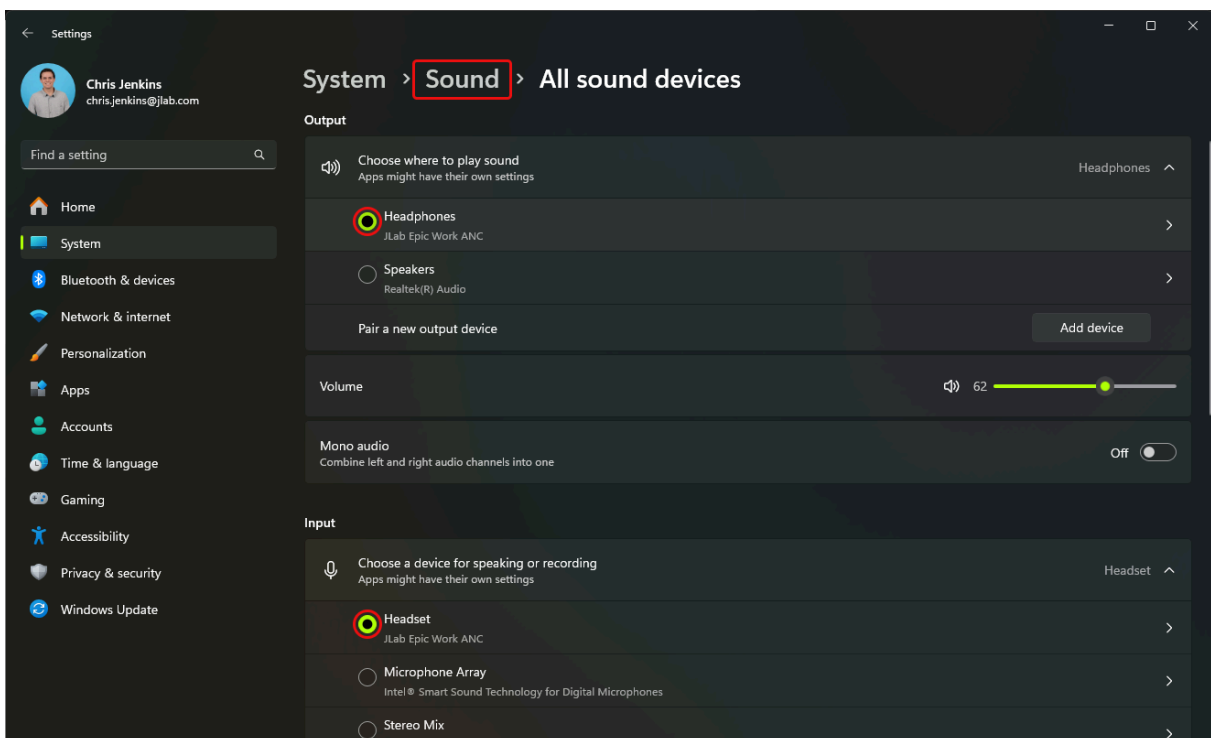 Settings
Chris Jenkins
chris.jenkins@jlab.com
Find a setting
Home
System
Bluetooth & devices
Network & internet
Personalization
Apps
Accounts
Time & language
Gaming
Accessibility
Privacy & security
Windows Update
System > Sound > All sound devices
Output
Choose where to play sound
Apps might have their own settings
Headphones
Headphones
JLab Epic Work ANC
Speakers
Realtek(R) Audio
Pair a new output device
Add device
Volume
62
Mono audio
Combine left and right audio channels into one
Off
Input
Choose a device for speaking or recording
Apps might have their own settings
Headset
Headset
JLab Epic Work ANC
Microphone Array
Intel® Smart Sound Technology for Digital Microphones
Stereo Mix